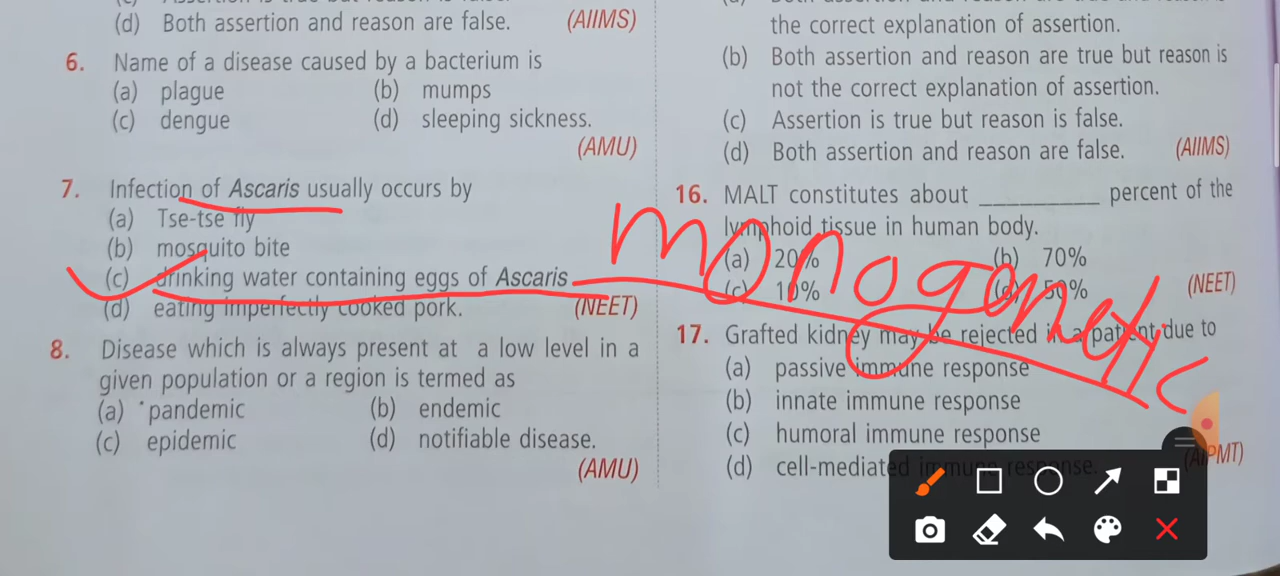 (d) Both assertion and reason are false. (AIIMS)
6. Name of a disease caused by a bacterium is
(a) plague (b) mumps
(c) dengue (d) sleeping sickness.
(AMU)
7. Infection of Ascaris usually occurs by
(a) Tse-tse fly
(b) mosquito bite
(c) drinking water containing eggs of Ascaris
(d) eating imperfectly cooked pork. (NEET)
8. Disease which is always present at a low level in a
given population or a region is termed as
(a) pandemic (b) endemic
(c) epidemic (d) notifiable disease.
(AMU)
the correct explanation of assertion.
(b) Both assertion and reason are true but reason is
not the correct explanation of assertion.
(c) Assertion is true but reason is false.
(d) Both assertion and reason are false. (AIIMS)
16. MALT constitutes about __________ percent of the
lymphoid tissue in human body.
(a) 20% (b) 70%
(c) 10% (d) 50% (NEET)
17. Grafted kidney may be rejected in a patient due to
(a) passive immune response
(b) innate immune response
(c) humoral immune response
(d) cell-mediated immune response. (AIPMT)
monogenetic